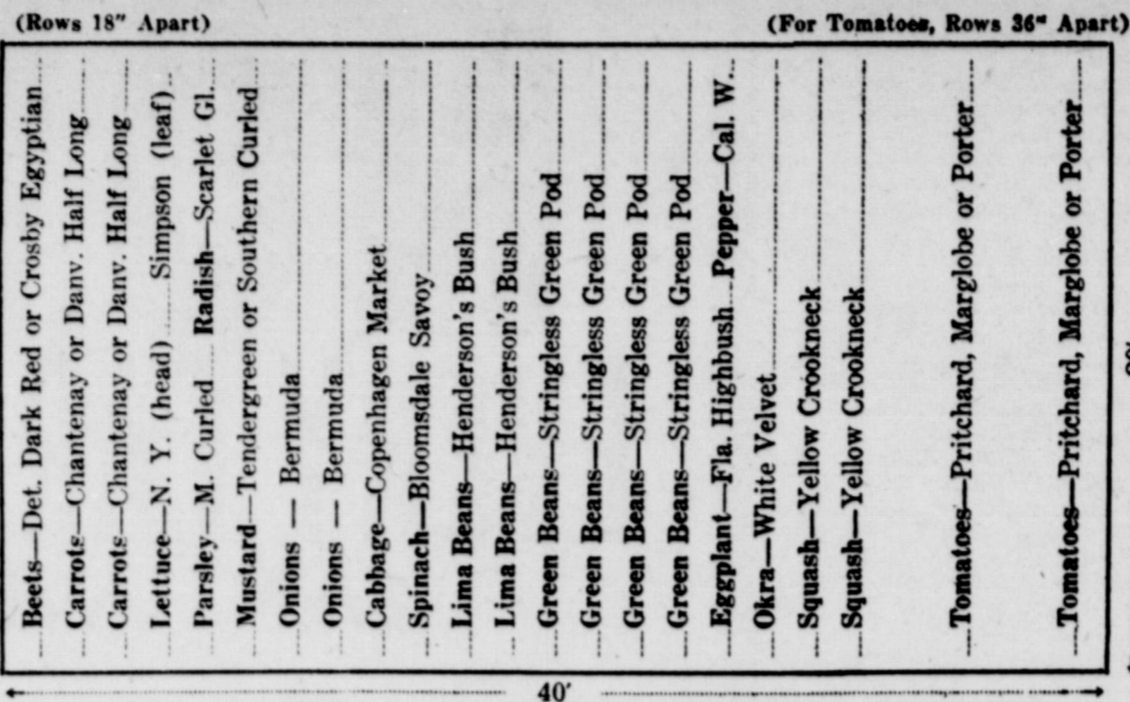 (Rows 18" Apart)
(For Tomatoes, Rows 36" Apart)
Beets—Det. Dark Red or Crosby Egyptian
Carrots—Chantenay or Danv. Half Long
Carrots—Chantenay or Danv. Half Long
Lettuce—N. Y. (head) Simpson (leaf)
Parsley—M. Curled Radish—Scarlet Gl.
Mustard—Tendergreen or Southern Curled
Onions — Bermuda
Onions — Bermuda
Cabbage—Copenhagen Market
Spinach—Bloomsdale Savoy
Lima Beans—Henderson's Bush
Lima Beans—Henderson's Bush
Green Beans—Stringless Green Pod
Green Beans—Stringless Green Pod
Green Beans—Stringless Green Pod
Green Beans—Stringless Green Pod
Eggplant—Fla. Highbush Pepper—Cal. W.
Okra—White Velvet
Squash—Yellow Crookneck
Squash—Yellow Crookneck
Tomatoes—Pritchard, Marglobe or Porter
Tomatoes—Pritchard, Marglobe or Porter
40'